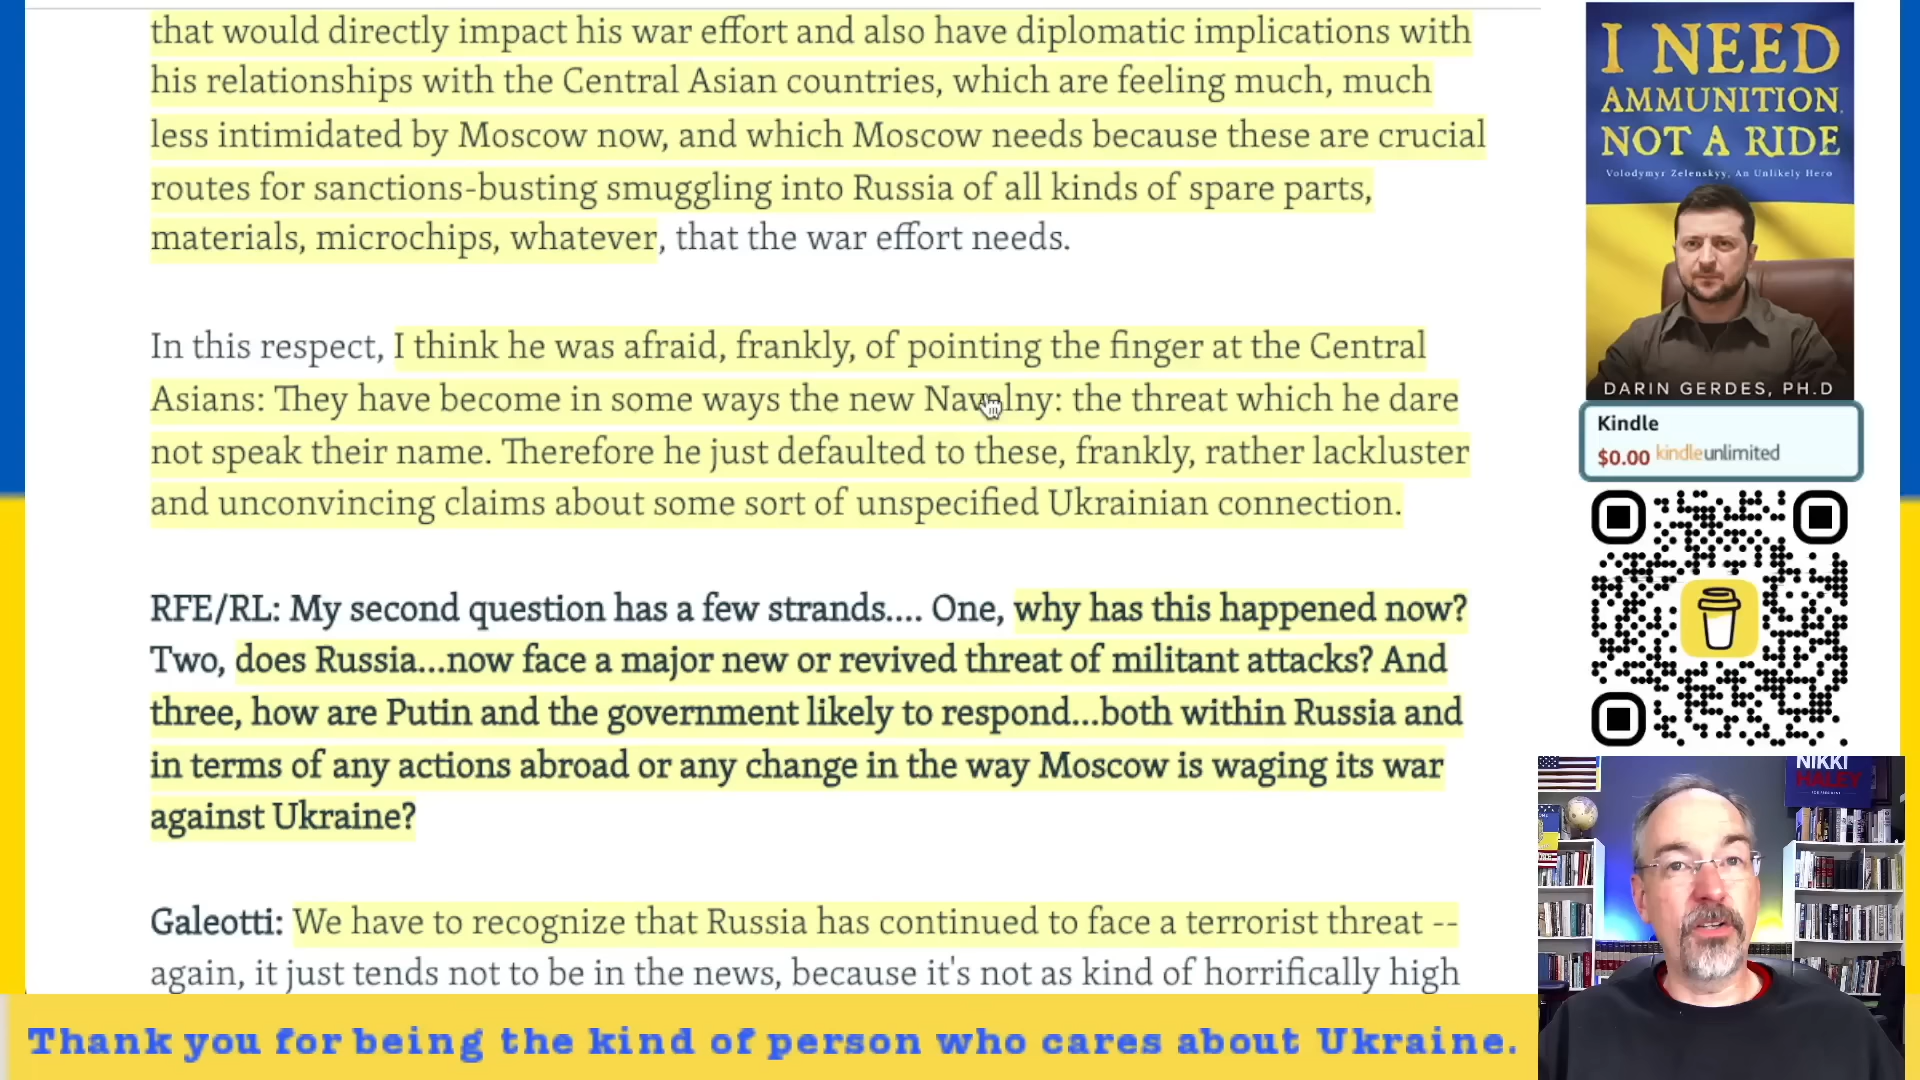 that would directly impact his war effort and also have diplomatic implications with
his relationships with the Central Asian countries, which are feeling much, much
less intimidated by Moscow now, and which Moscow needs because these are crucial
routes for sanctions-busting smuggling into Russia of all kinds of spare parts,
materials, microchips, whatever, that the war effort needs.
In this respect, I think he was afraid, frankly, of pointing the finger at the Central
Asians: They have become in some ways the new Navalny: the threat which he dare
not speak their name. Therefore he just defaulted to these, frankly, rather lackluster
and unconvincing claims about some sort of unspecified Ukrainian connection.
RFE/RL: My second question has a few strands.... One, why has this happened now?
Two, does Russia...now face a major new or revived threat of militant attacks? And
three, how are Putin and the government likely to respond...both within Russia and
in terms of any actions abroad or any change in the way Moscow is waging its war
against Ukraine?
Galeotti: We have to recognize that Russia has continued to face a terrorist threat --
again, it just tends not to be in the news, because it's not as kind of horrifically high
I NEED
AMMUNITION,
NOT A RIDE
Volodymyr Zelenskyy, An Unlikely Hero
DARIN GERDES, PH.D
Kindle
$0.00 kindleunlimited
NIKKI
HALEY
Thank you for being the kind of person who cares about Ukraine.